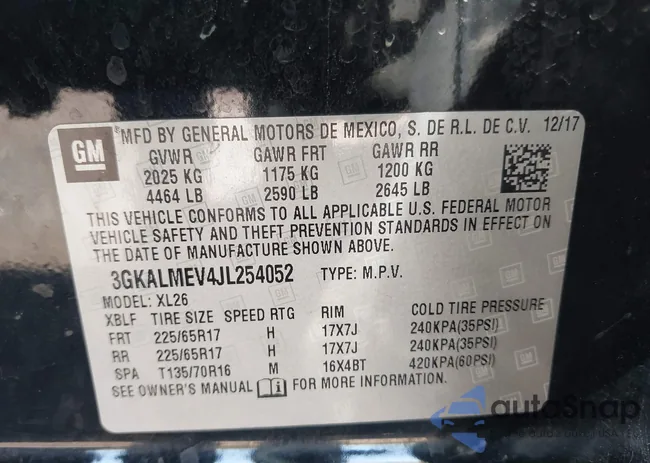 MFD BY GENERAL MOTORS DE MEXICO, S. DE R.L. DE C.V. 12/17
GM
GVWR GAWR FRT GAWR RR
2025 KG 1175 KG 1200 KG
4464 LB 2590 LB 2645 LB
THIS VEHICLE CONFORMS TO ALL APPLICABLE U.S. FEDERAL MOTOR
VEHICLE SAFETY AND THEFT PREVENTION STANDARDS IN EFFECT ON
THE DATE OF MANUFACTURE SHOWN ABOVE.
3GKALMEV4JL254052 TYPE: M.P.V.
MODEL: XL26
XBLF TIRE SIZE SPEED RTG RIM COLD TIRE PRESSURE
FRT 225/65R17 H 17X7J 240KPA(35PSI)
RR 225/65R17 H 17X7J 240KPA(35PSI)
SPA T135/70R16 M 16X4BT 420KPA(60PSI)
SEE OWNER'S MANUAL FOR MORE INFORMATION.
autoSnap